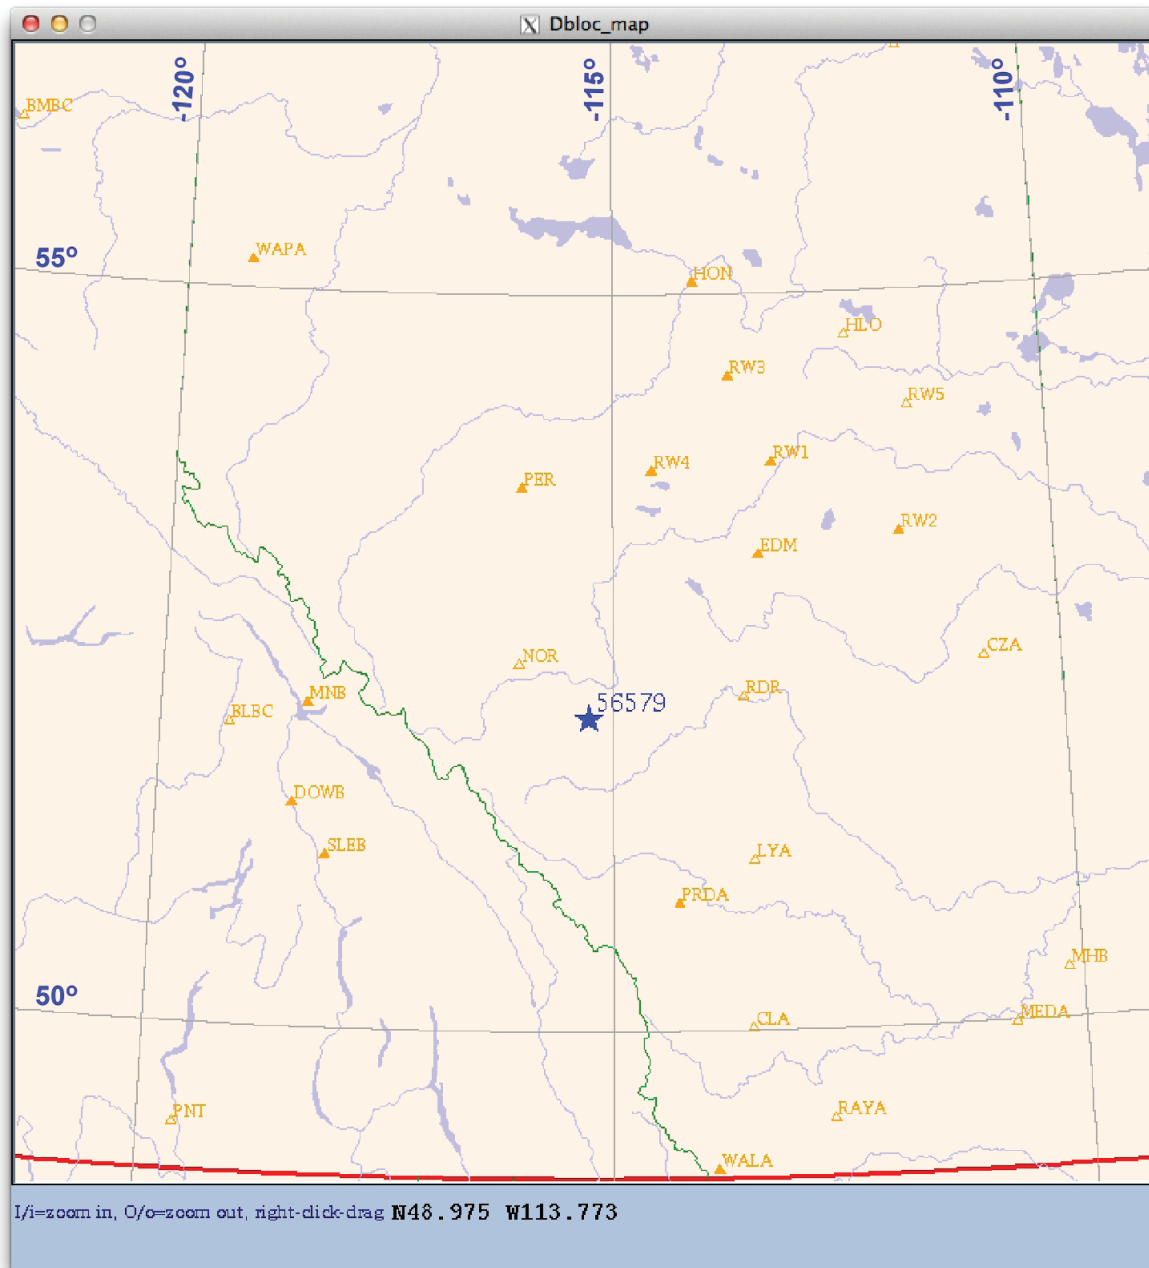 Dbloc_map
-120°
-115°
-110°
BMBC
WAPA
55°
HON
HLO
RW3
RW5
RW1
RW4
PER
RW2
EDM
CZA
NOR
RDR
MNB
56579
BLBC
DOWB
SLEB
LYA
PRDA
MHB
50°
MEDA
CLA
RAYA
PNT
WALA
I/i=zoom in, O/o=zoom out, right-click-drag N48.975 W113.773